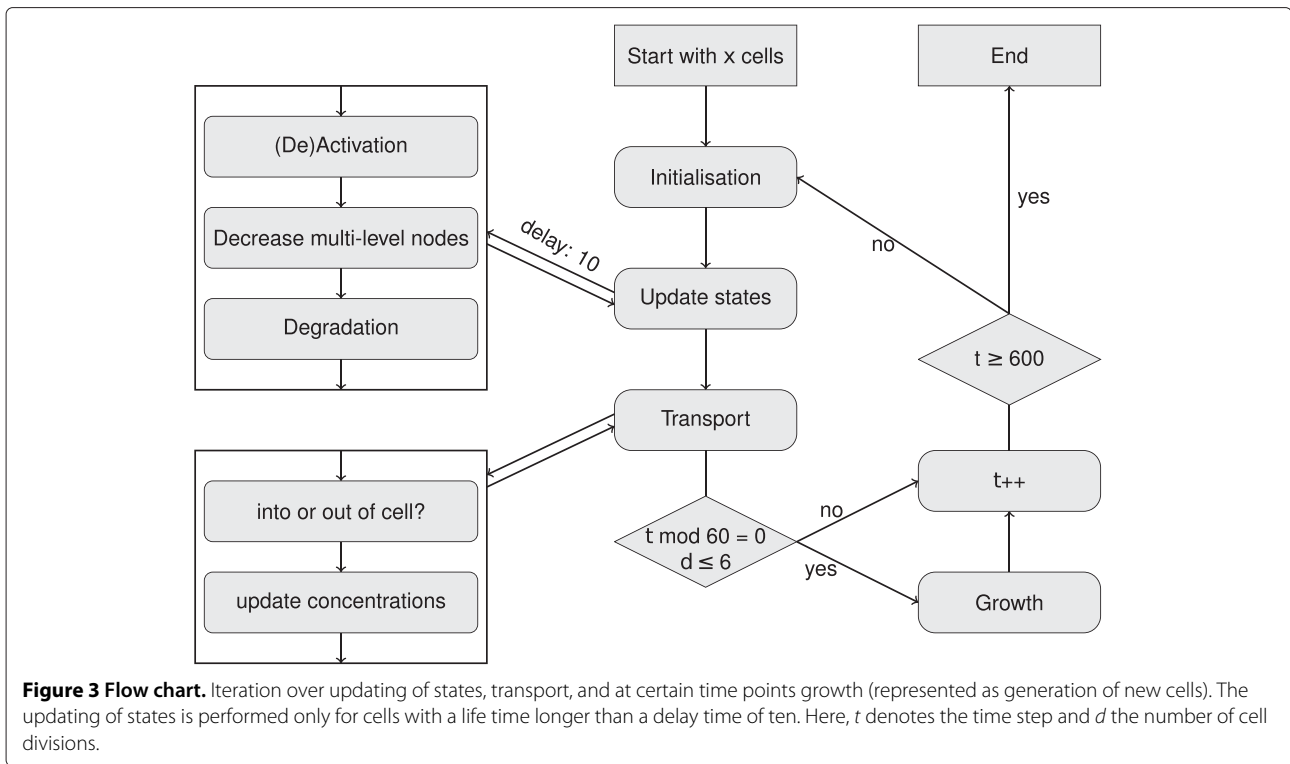 Start with x cells
End
(De)Activation
Initialisation
yes
Decrease multi-level nodes
delay: 10
no
Update states
Degradation
t ≥ 600
Transport
into or out of cell?
t++
no
t mod 60 = 0
d ≤ 6
yes
update concentrations
Growth
Figure 3 Flow chart. Iteration over updating of states, transport, and at certain time points growth (represented as generation of new cells). The
updating of states is performed only for cells with a life time longer than a delay time of ten. Here, t denotes the time step and d the number of cell
divisions.